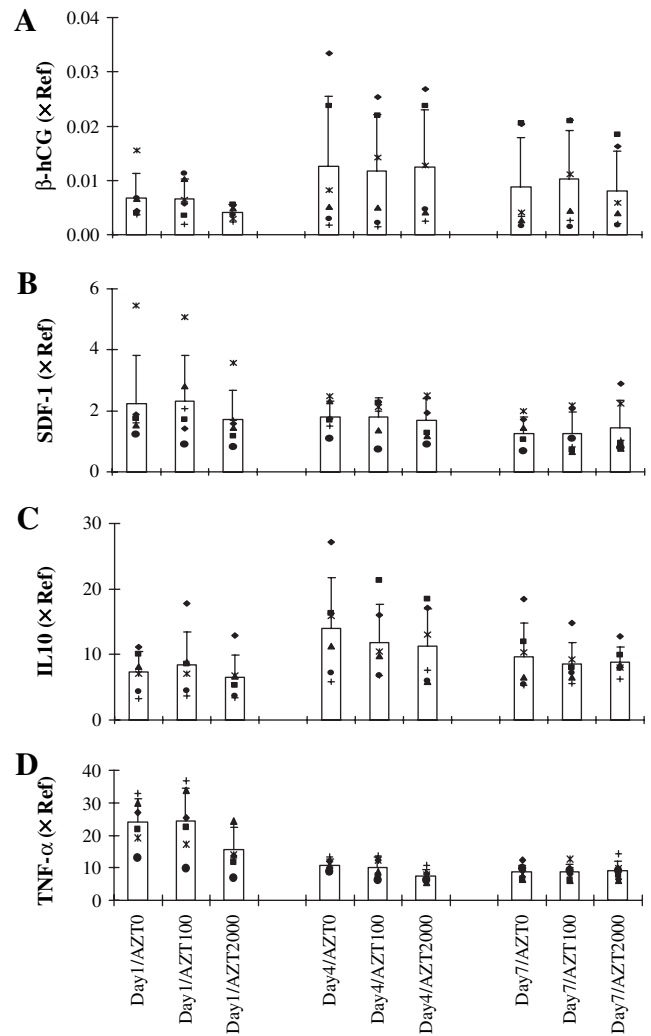 A
β-hCG (×Ref)
0.04
0.03
0.02
0.01
0.00
B
SDF-1 (×Ref)
6
4
2
0
C
IL10 (×Ref)
30
20
10
0
D
TNF-α (×Ref)
40
30
20
10
0
Day1/AZT0
Day1/AZT100
Day1/AZT2000
Day4/AZT0
Day4/AZT100
Day4/AZT2000
Day7/AZT0
Day7/AZT100
Day7/AZT2000